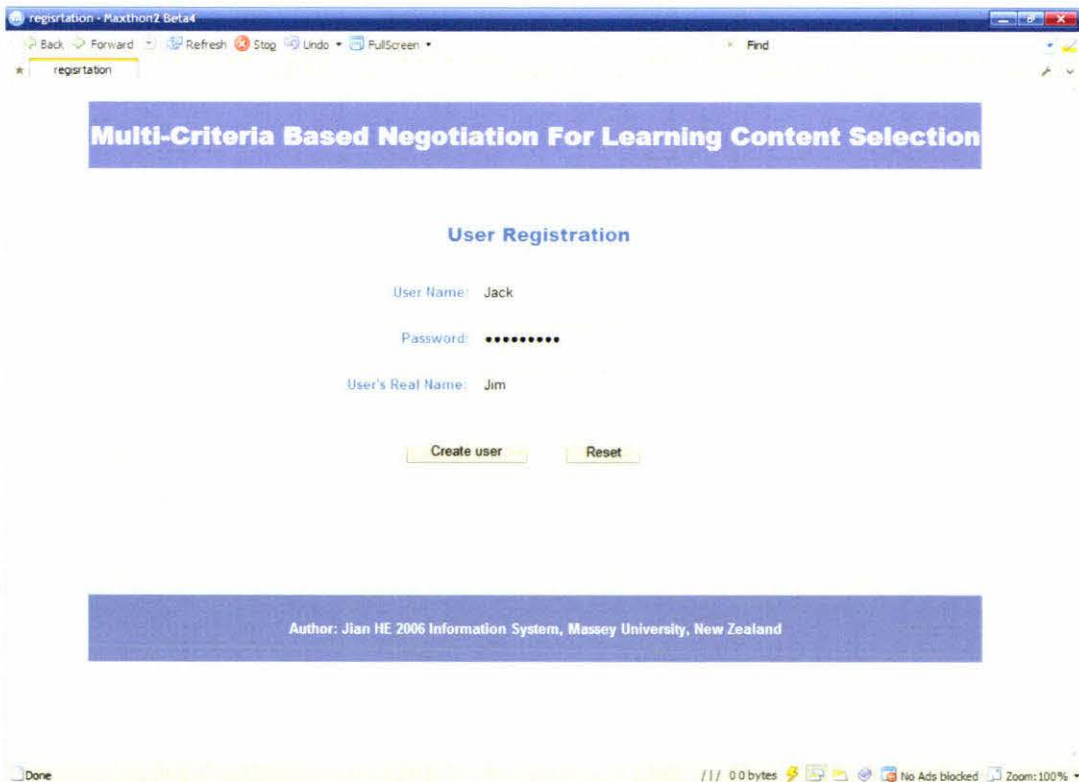 regisrtation - Maxthon2 Beta4
Back Forward Refresh Stop Undo FullScreen Find
regisrtation
Multi-Criteria Based Negotiation For Learning Content Selection
User Registration
User Name: Jack
Password: •••••••••
User's Real Name: Jim
Create user Reset
Author: Jian HE 2006 Information System, Massey University, New Zealand
Done / 1 / 0.0 bytes No Ads blocked Zoom:100%